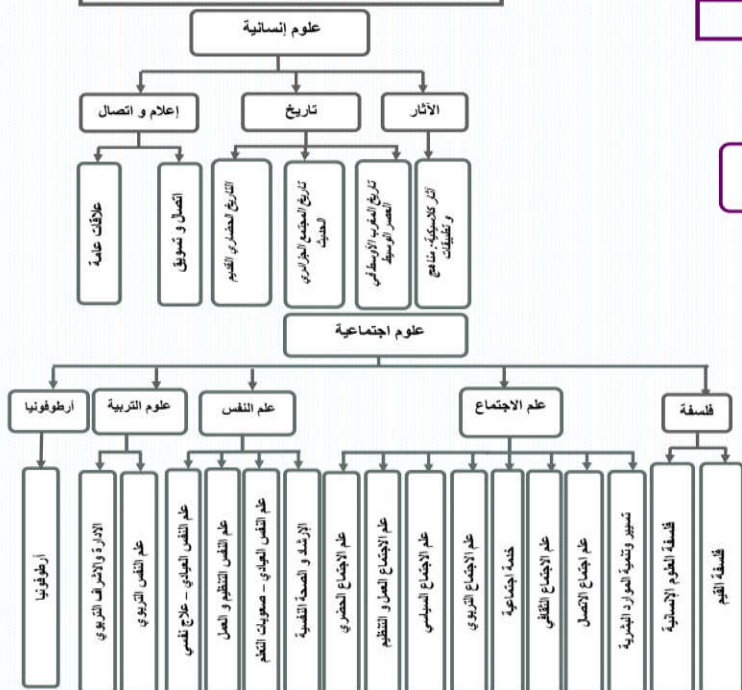 علوم إنسانية
الآثار
تاريخ
إعلام و اتصال
آثار كلاسيكية، مناهج
و تطبيقات
تاريخ المغرب الأوسط في
العصر الوسيط
تاريخ المجتمع الجزائري
الحديث
التاريخ الحضاري القديم
اتصال و تسويق
علاقات عامة
علوم اجتماعية
فلسفة
علم الاجتماع
علم النفس
علوم التربية
أرطوفونيا
فلسفة القيم
فلسفة العلوم الإنسانية
تسيير وتنمية الموارد البشرية
علم اجتماع الاتصال
علم الاجتماع الثقافي
خدمة اجتماعية
علم الاجتماع التربوي
علم الاجتماع السياسي
علم الاجتماع العمل و التنظيم
علم الاجتماع الحضري
الإرشاد و الصحة النفسية
علم النفس العيادي – صعوبات التعلم
علم النفس التنظيم و العمل
علم النفس العيادي – علاج نفسي
علم النفس التربوي
الادارة والاشراف التربوي
أرطوفونيا